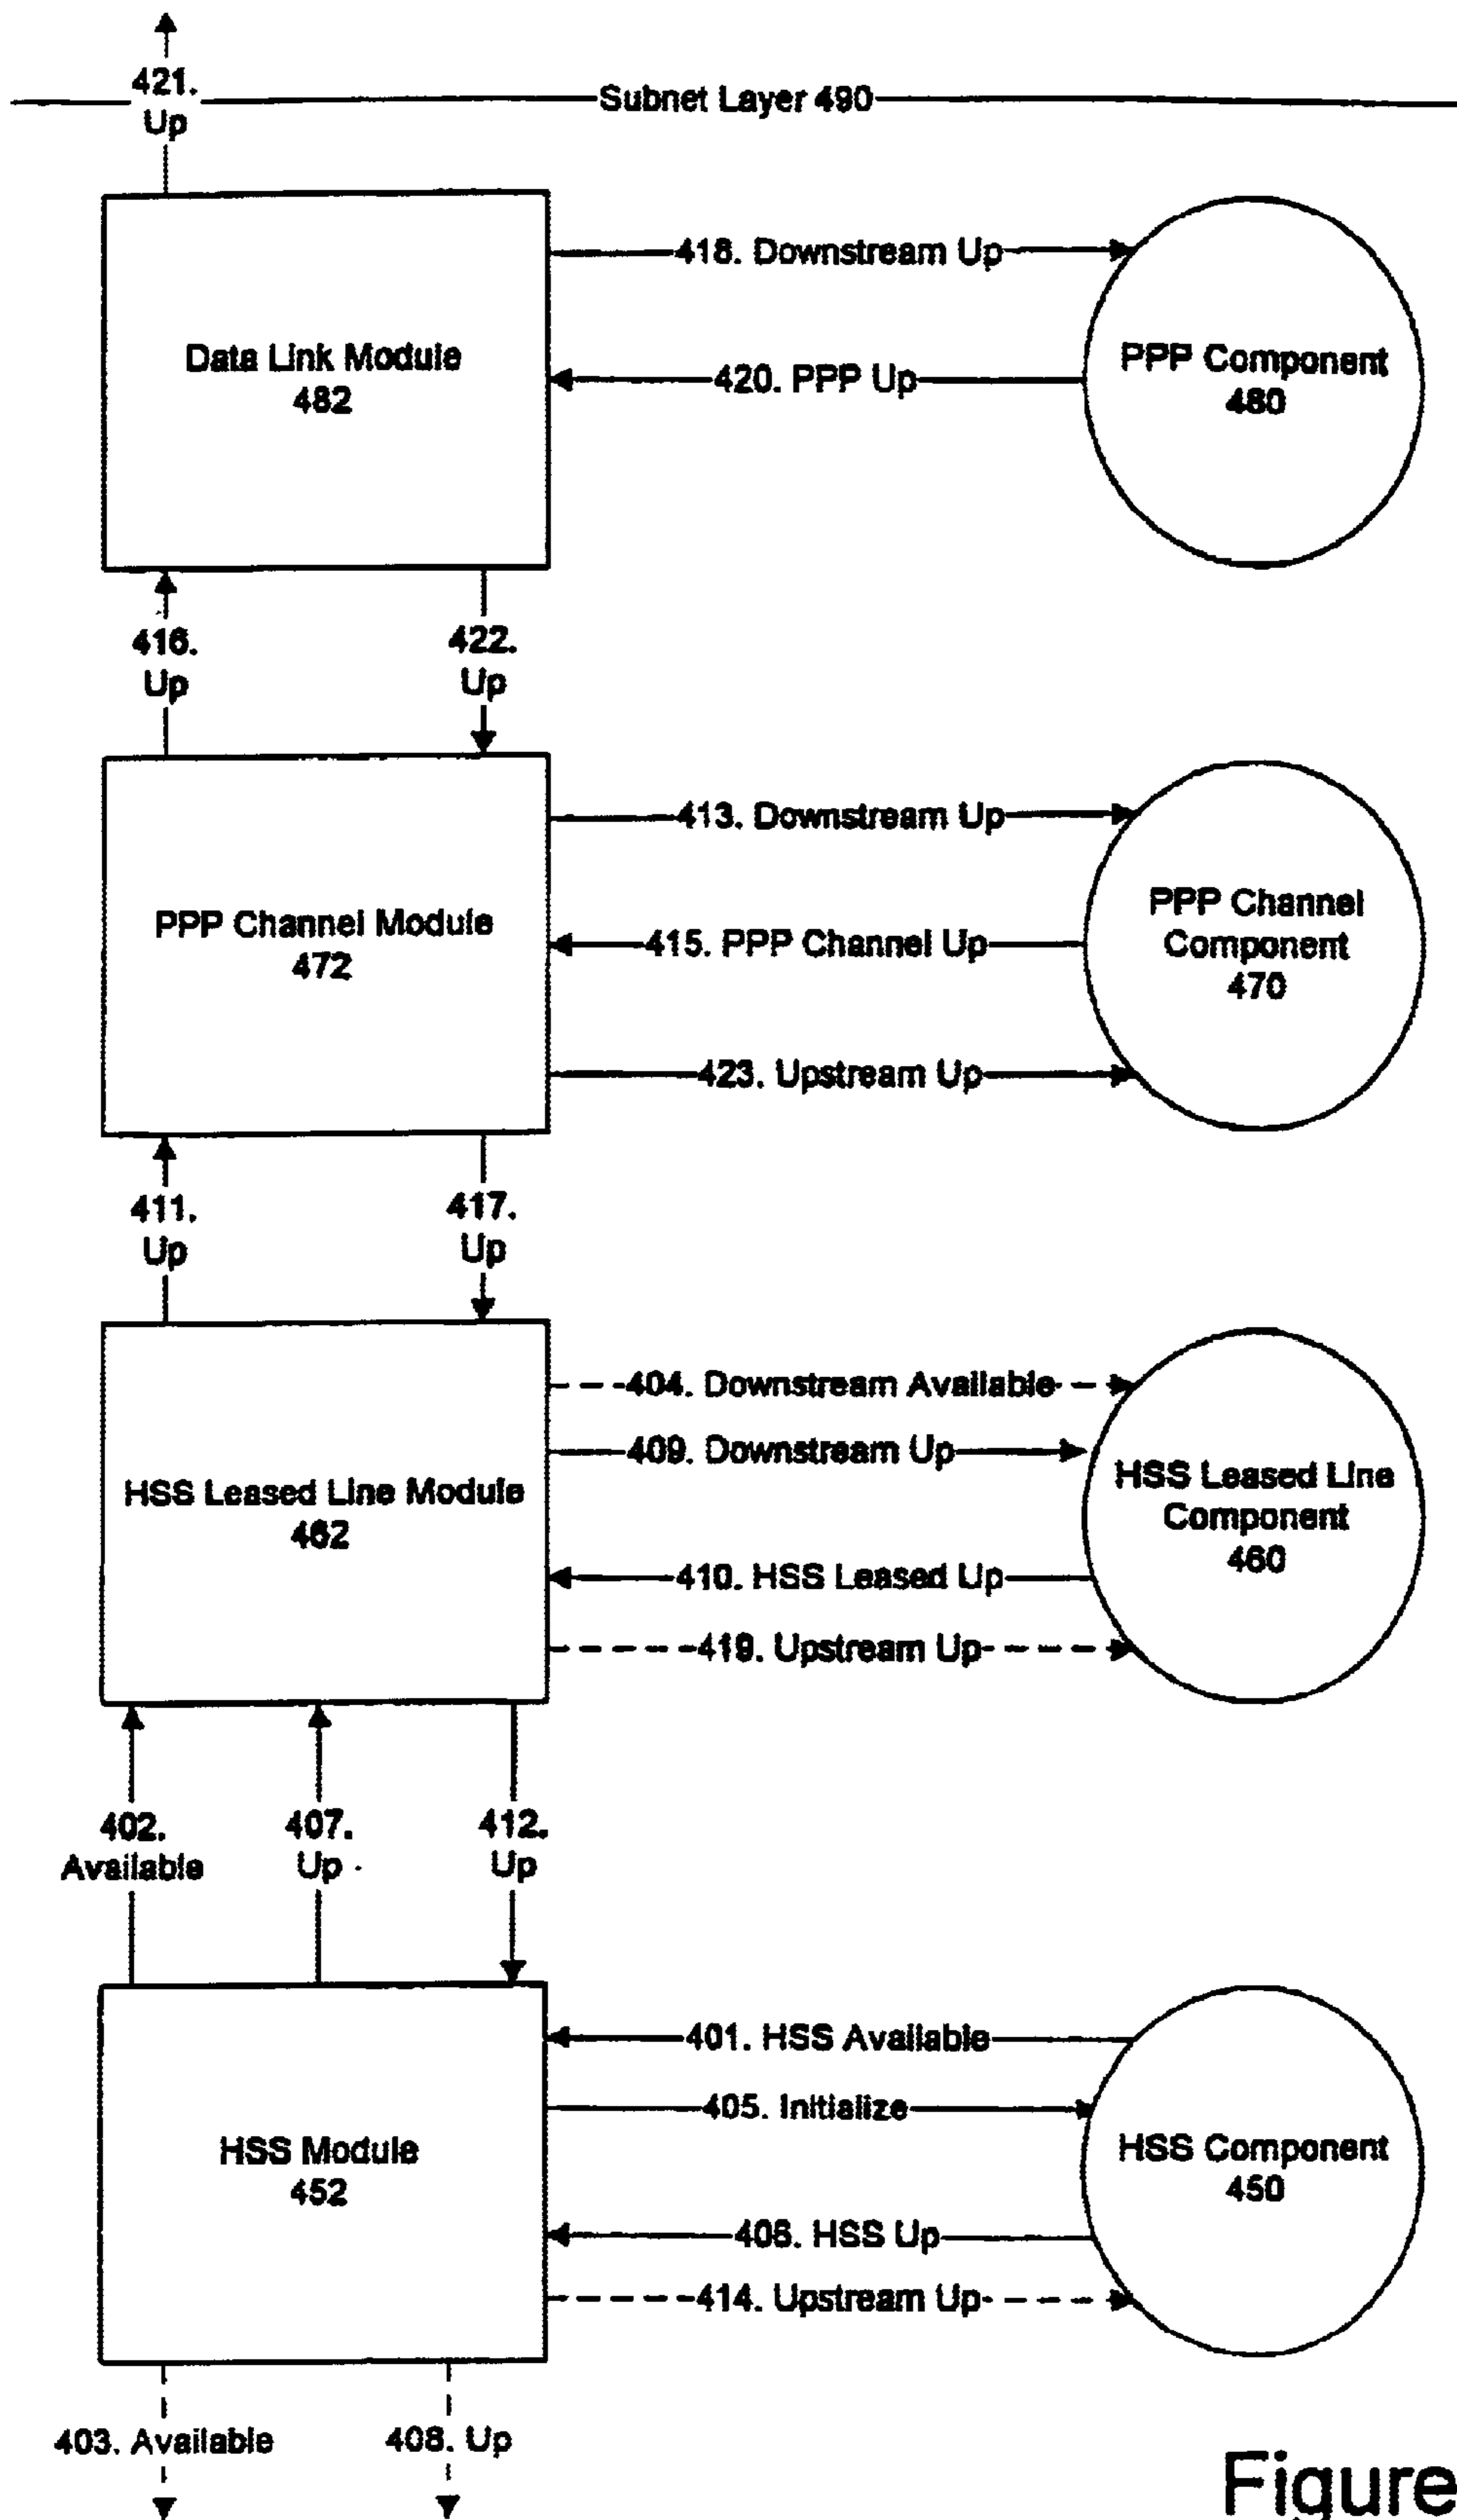 421.
Up
Subnet Layer 490
418. Downstream Up
Data Link Module
482
420. PPP Up
PPP Component
480
416.
Up
422.
Up
413. Downstream Up
PPP Channel Module
472
415. PPP Channel Up
PPP Channel
Component
470
423. Upstream Up
411.
Up
417.
Up
404. Downstream Available
409. Downstream Up
HSS Leased Line Module
462
HSS Leased Line
Component
460
410. HSS Leased Up
419. Upstream Up
402.
Available
407.
Up
412.
Up
401. HSS Available
405. Initialize
HSS Module
452
HSS Component
450
406. HSS Up
414. Upstream Up
403. Available
408. Up
Figure